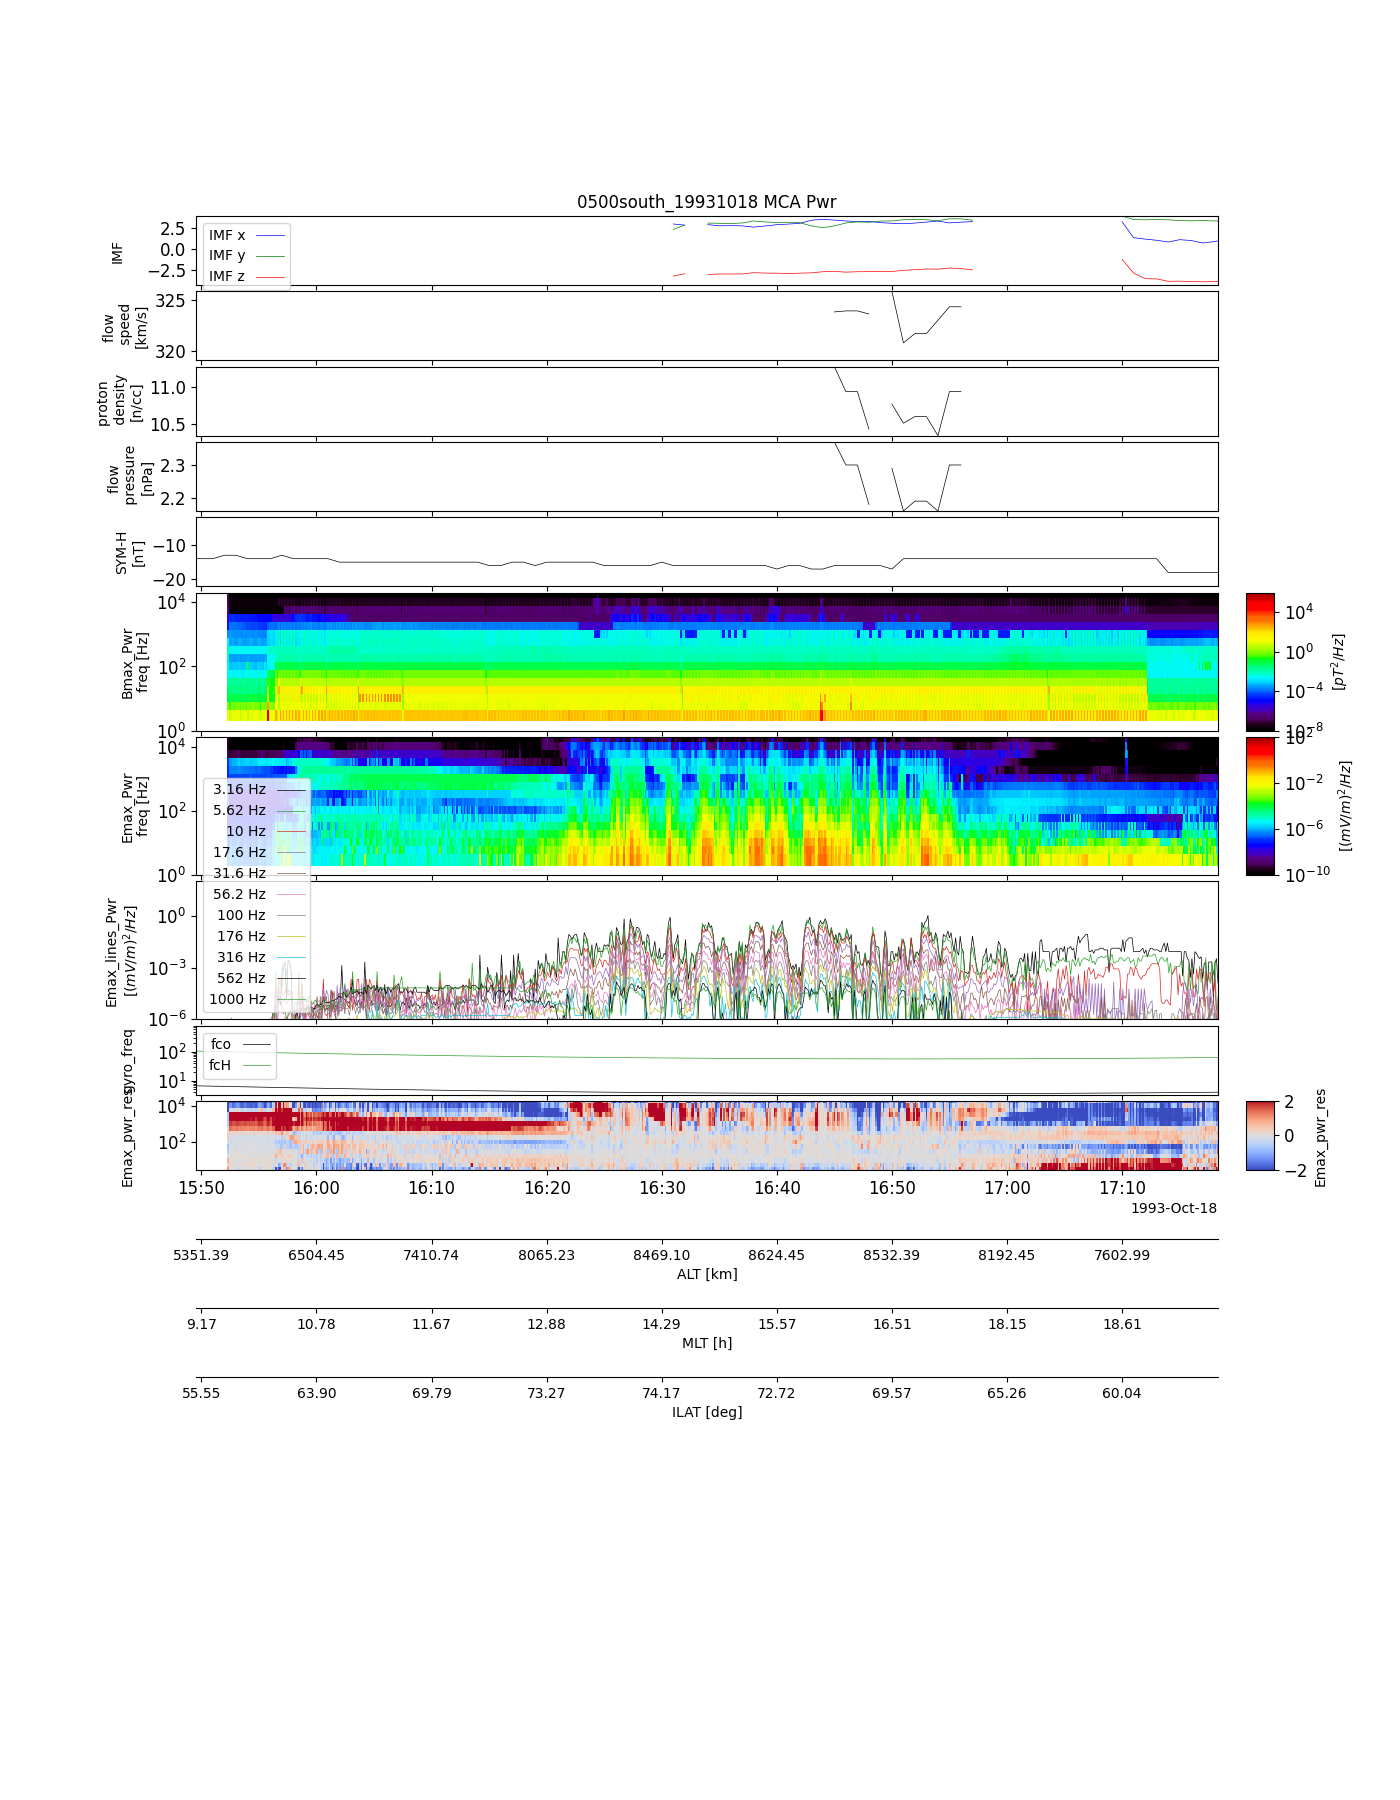 0500south_19931018 MCA Pwr
IMF
2.5
0.0
−2.5
IMF x
IMF y
IMF z
flow
speed
[km/s]
325
320
proton
density
[n/cc]
11.0
10.5
flow
pressure
[nPa]
2.3
2.2
SYM-H
[nT]
−10
−20
Bmax_Pwr
freq [Hz]
10^4
10^2
10^0
10^4
10^0
10^−4
10^−8
[pT^2/Hz]
Emax_Pwr
freq [Hz]
10^4
10^2
10^0
10^2
10^−2
10^−6
10^−10
[(mV/m)^2/Hz]
3.16 Hz
5.62 Hz
10 Hz
17.6 Hz
31.6 Hz
56.2 Hz
100 Hz
176 Hz
316 Hz
562 Hz
1000 Hz
Emax_lines_Pwr
[(mV/m)^2/Hz]
10^0
10^−3
10^−6
gyro_freq
10^2
10^1
fco
fcH
Emax_pwr_res
10^4
10^2
2
0
−2
Emax_pwr_res
15:50 16:00 16:10 16:20 16:30 16:40 16:50 17:00 17:10
1993-Oct-18
5351.39 6504.45 7410.74 8065.23 8469.10 8624.45 8532.39 8192.45 7602.99
ALT [km]
9.17 10.78 11.67 12.88 14.29 15.57 16.51 18.15 18.61
MLT [h]
55.55 63.90 69.79 73.27 74.17 72.72 69.57 65.26 60.04
ILAT [deg]